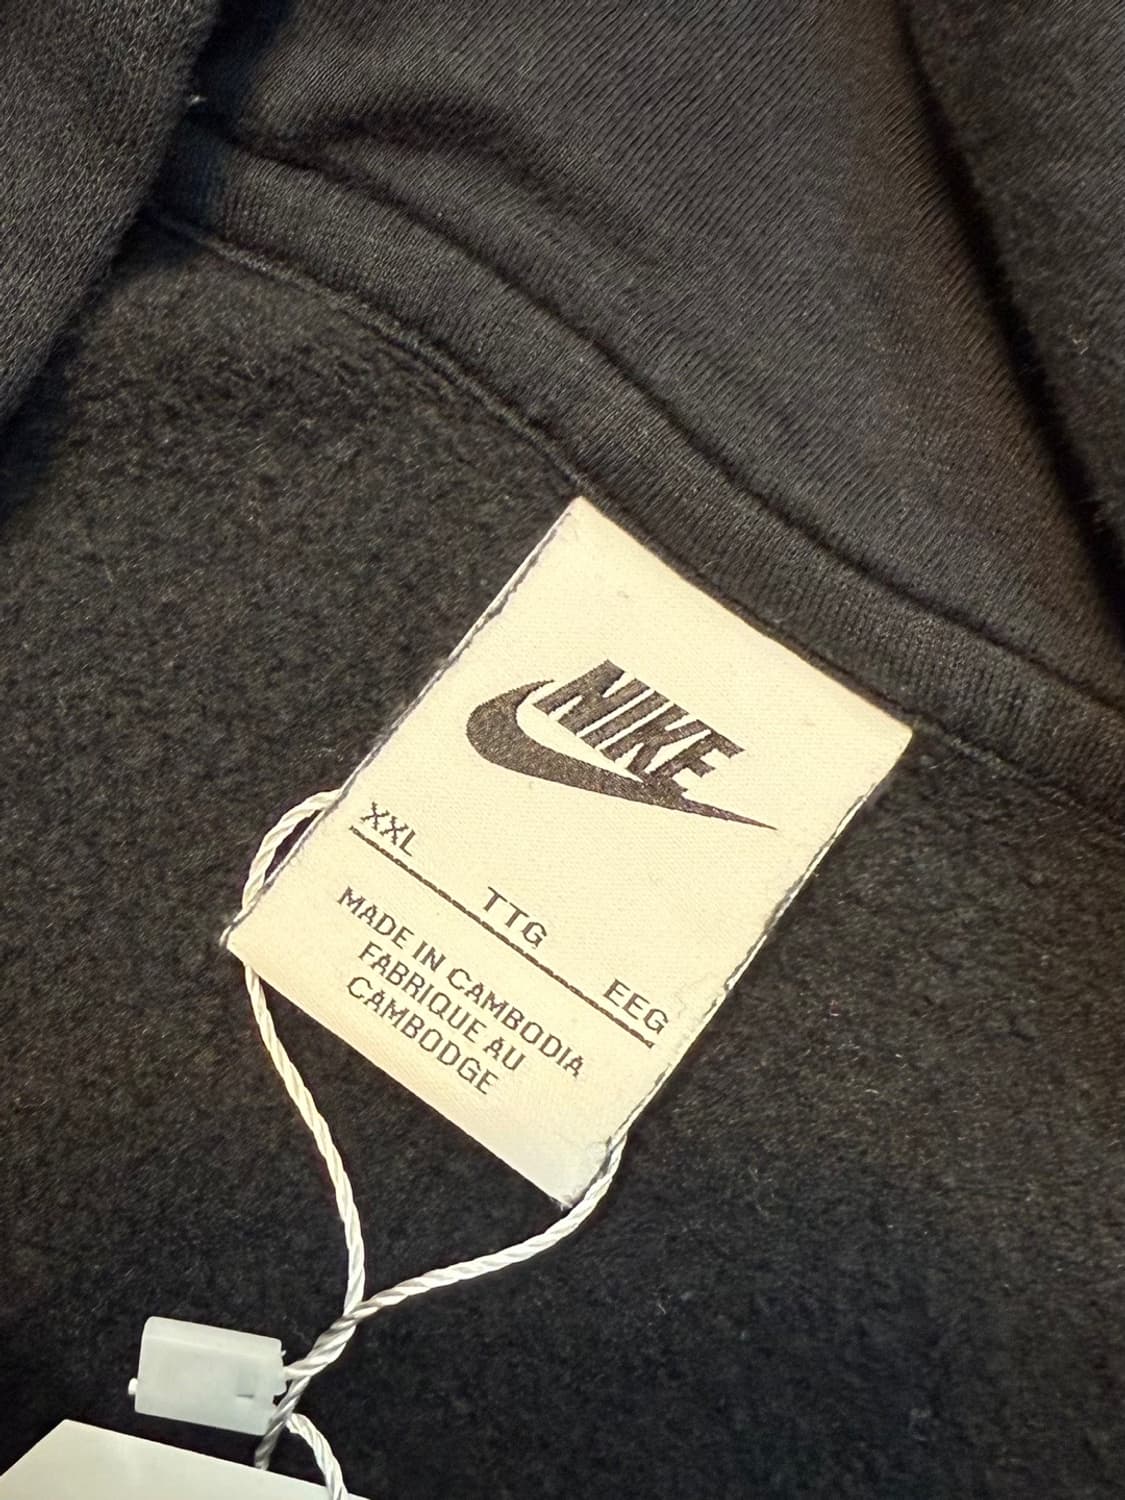 NIKE
XXL TTG EEG
MADE IN CAMBODIA
FABRIQUE AU
CAMBODGE